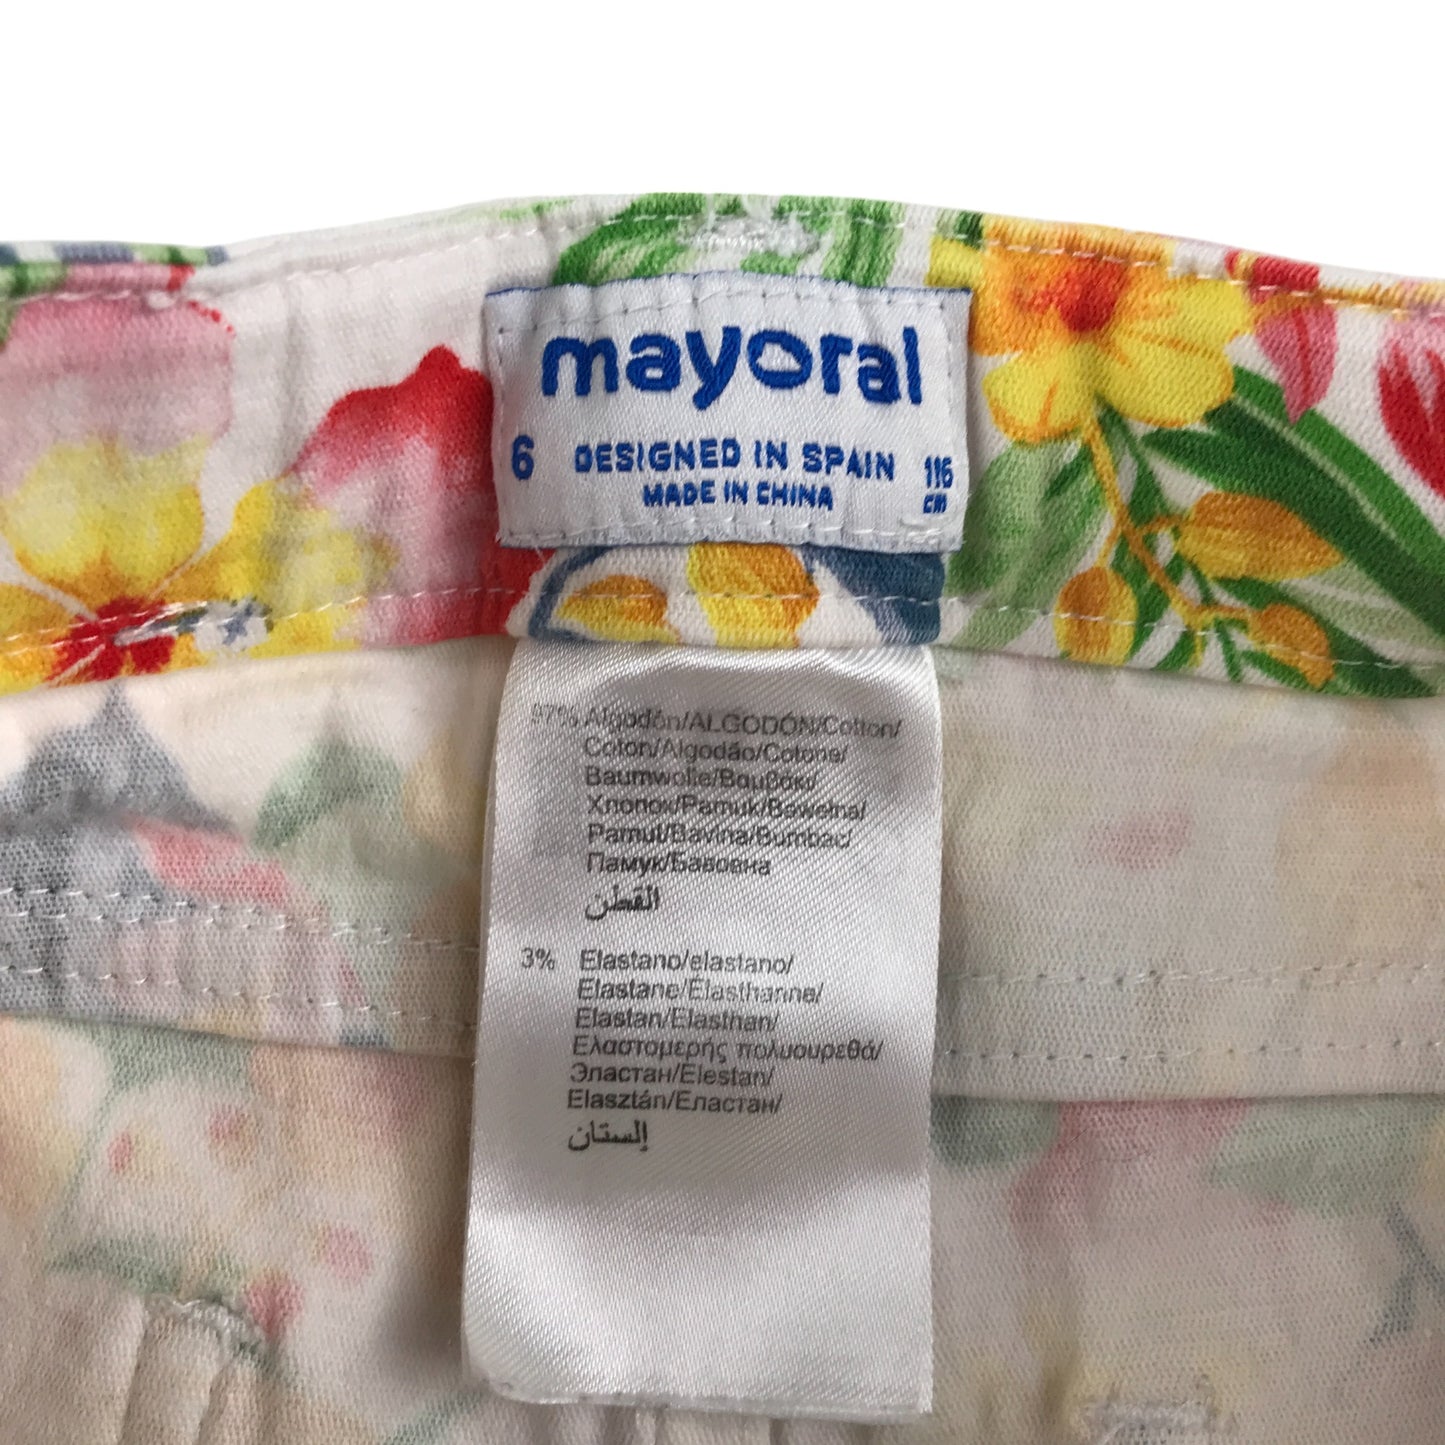 mayoral
6 DESIGNED IN SPAIN 116
MADE IN CHINA CM
97% Algodón/ALGODÓN/Cotton/
Coton/Algodão/Cotone/
Baumwolle/Βαμβάκι/
Хлопок/Pamuk/Bawełna/
Pamut/Bavlna/Bumbac/
Памук/Бавовна
القطن
3% Elastano/elastano/
Elastane/Elasthanne/
Elastan/Elasthan/
Ελαστομερής πολυουρεθά/
Эластан/Elestan/
Elasztán/Еластан/
إلستان